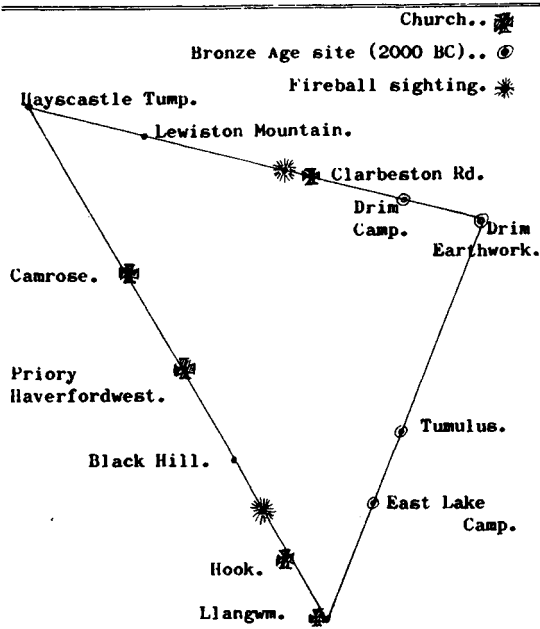 Church..
Bronze Age site (2000 BC)..
Fireball sighting.
Hayscastle Tump.
Lewiston Mountain.
Clarbeston Rd.
Drim
Camp.
Drim
Earthwork.
Camrose.
Priory
Haverfordwest.
Tumulus.
Black Hill.
East Lake
Camp.
Hook.
Llangwm.